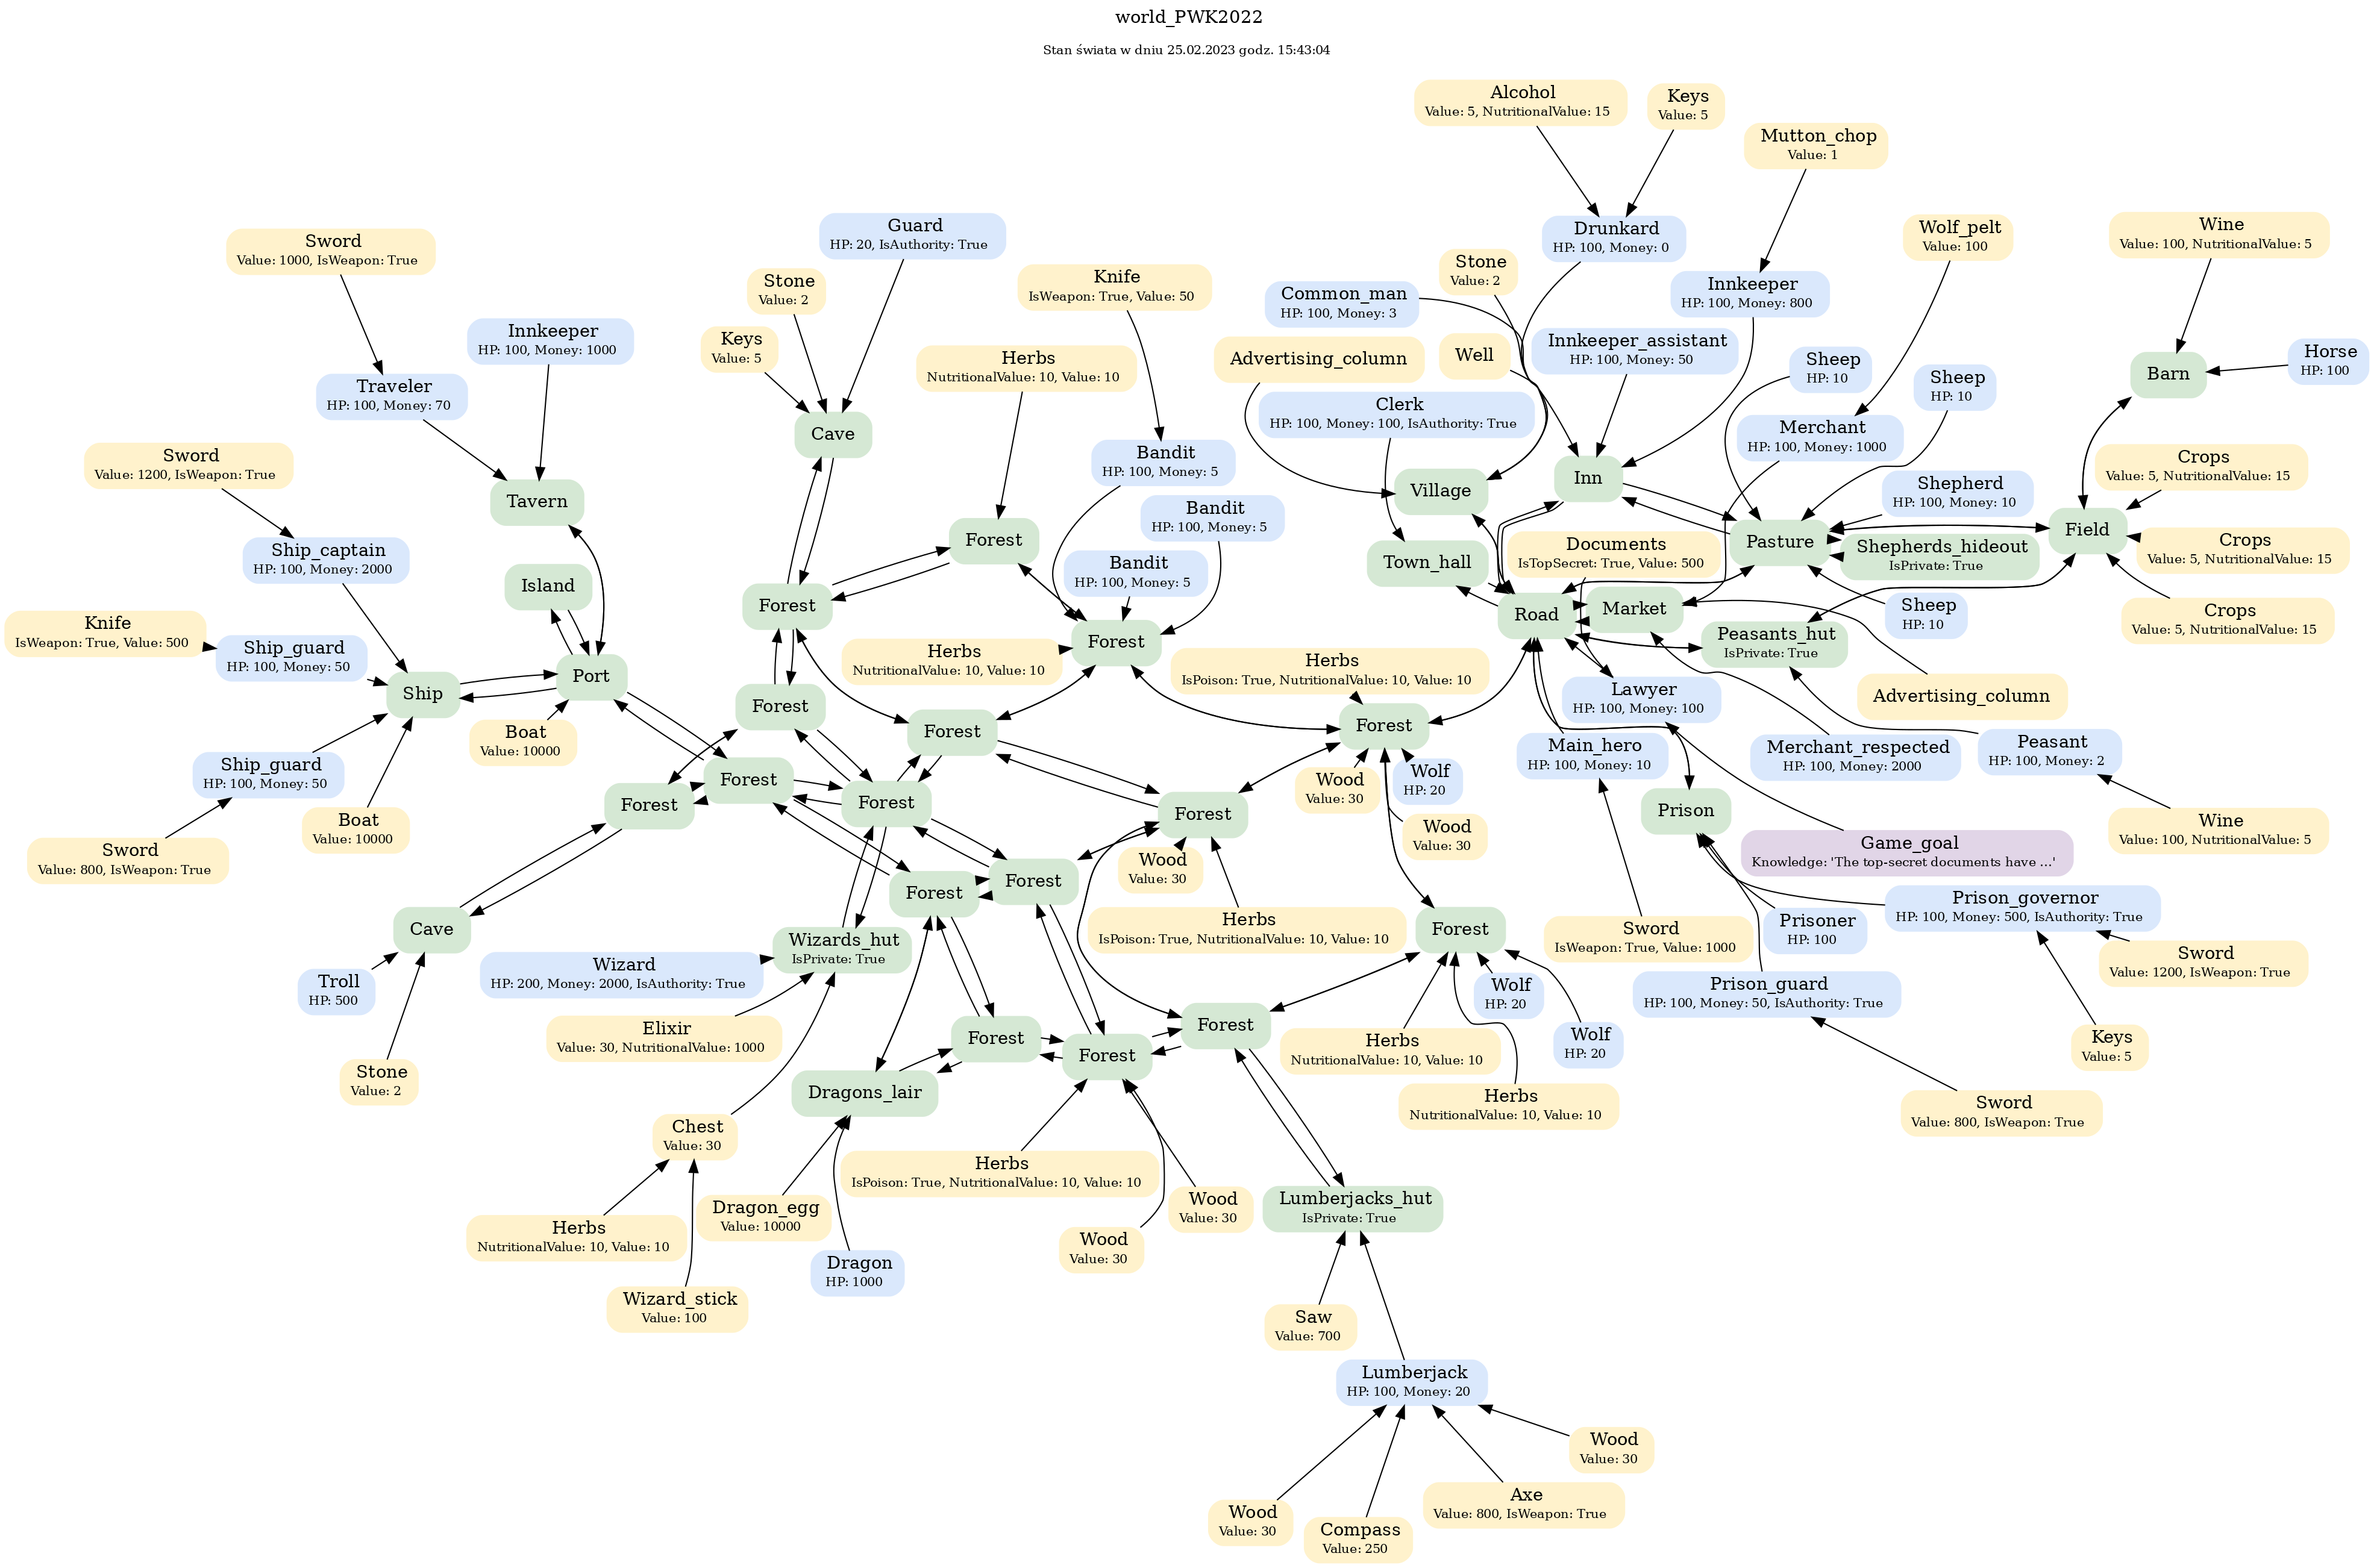 world_PWK2022
Stan świata w dniu 25.02.2023 godz. 15:43:04
Alcohol
Value: 5, NutritionalValue: 15
Keys
Value: 5
Mutton_chop
Value: 1
Guard
HP: 20, IsAuthority: True
Drunkard
HP: 100, Money: 0
Wolf_pelt
Value: 100
Wine
Value: 100, NutritionalValue: 5
Sword
Value: 1000, IsWeapon: True
Stone
Value: 2
Knife
IsWeapon: True, Value: 50
Stone
Value: 2
Common_man
HP: 100, Money: 3
Innkeeper
HP: 100, Money: 800
Innkeeper
HP: 100, Money: 1000
Keys
Value: 5
Herbs
NutritionalValue: 10, Value: 10
Advertising_column
Well
Innkeeper_assistant
HP: 100, Money: 50
Sheep
HP: 10
Sheep
HP: 10
Barn
Horse
HP: 100
Traveler
HP: 100, Money: 70
Clerk
HP: 100, Money: 100, IsAuthority: True
Merchant
HP: 100, Money: 1000
Cave
Sword
Value: 1200, IsWeapon: True
Bandit
HP: 100, Money: 5
Crops
Value: 5, NutritionalValue: 15
Tavern
Village
Inn
Shepherd
HP: 100, Money: 10
Bandit
HP: 100, Money: 5
Forest
Field
Pasture
Shepherds_hideout
IsPrivate: True
Crops
Value: 5, NutritionalValue: 15
Ship_captain
HP: 100, Money: 2000
Island
Bandit
HP: 100, Money: 5
Town_hall
Documents
IsTopSecret: True, Value: 500
Forest
Road
Market
Sheep
HP: 10
Crops
Value: 5, NutritionalValue: 15
Knife
IsWeapon: True, Value: 500
Ship_guard
HP: 100, Money: 50
Forest
Peasants_hut
IsPrivate: True
Herbs
NutritionalValue: 10, Value: 10
Herbs
IsPoison: True, NutritionalValue: 10, Value: 10
Ship
Port
Lawyer
HP: 100, Money: 100
Advertising_column
Forest
Forest
Forest
Boat
Value: 10000
Main_hero
HP: 100, Money: 10
Merchant_respected
HP: 100, Money: 2000
Peasant
HP: 100, Money: 2
Ship_guard
HP: 100, Money: 50
Forest
Wood
Value: 30
Wolf
HP: 20
Forest
Forest
Forest
Prison
Boat
Value: 10000
Wood
Value: 30
Wine
Value: 100, NutritionalValue: 5
Sword
Value: 800, IsWeapon: True
Wood
Value: 30
Game_goal
Knowledge: 'The top-secret documents have ...'
Forest
Forest
Cave
Herbs
IsPoison: True, NutritionalValue: 10, Value: 10
Forest
Sword
IsWeapon: True, Value: 1000
Prisoner
HP: 100
Prison_governor
HP: 100, Money: 500, IsAuthority: True
Wizards_hut
IsPrivate: True
Wizard
HP: 200, Money: 2000, IsAuthority: True
Sword
Value: 1200, IsWeapon: True
Troll
HP: 500
Wolf
HP: 20
Prison_guard
HP: 100, Money: 50, IsAuthority: True
Forest
Elixir
Value: 30, NutritionalValue: 1000
Forest
Forest
Herbs
NutritionalValue: 10, Value: 10
Wolf
HP: 20
Keys
Value: 5
Stone
Value: 2
Dragons_lair
Herbs
NutritionalValue: 10, Value: 10
Sword
Value: 800, IsWeapon: True
Chest
Value: 30
Herbs
IsPoison: True, NutritionalValue: 10, Value: 10
Dragon_egg
Value: 10000
Wood
Value: 30
Lumberjacks_hut
IsPrivate: True
Herbs
NutritionalValue: 10, Value: 10
Wood
Value: 30
Dragon
HP: 1000
Wizard_stick
Value: 100
Saw
Value: 700
Lumberjack
HP: 100, Money: 20
Wood
Value: 30
Wood
Value: 30
Compass
Value: 250
Axe
Value: 800, IsWeapon: True